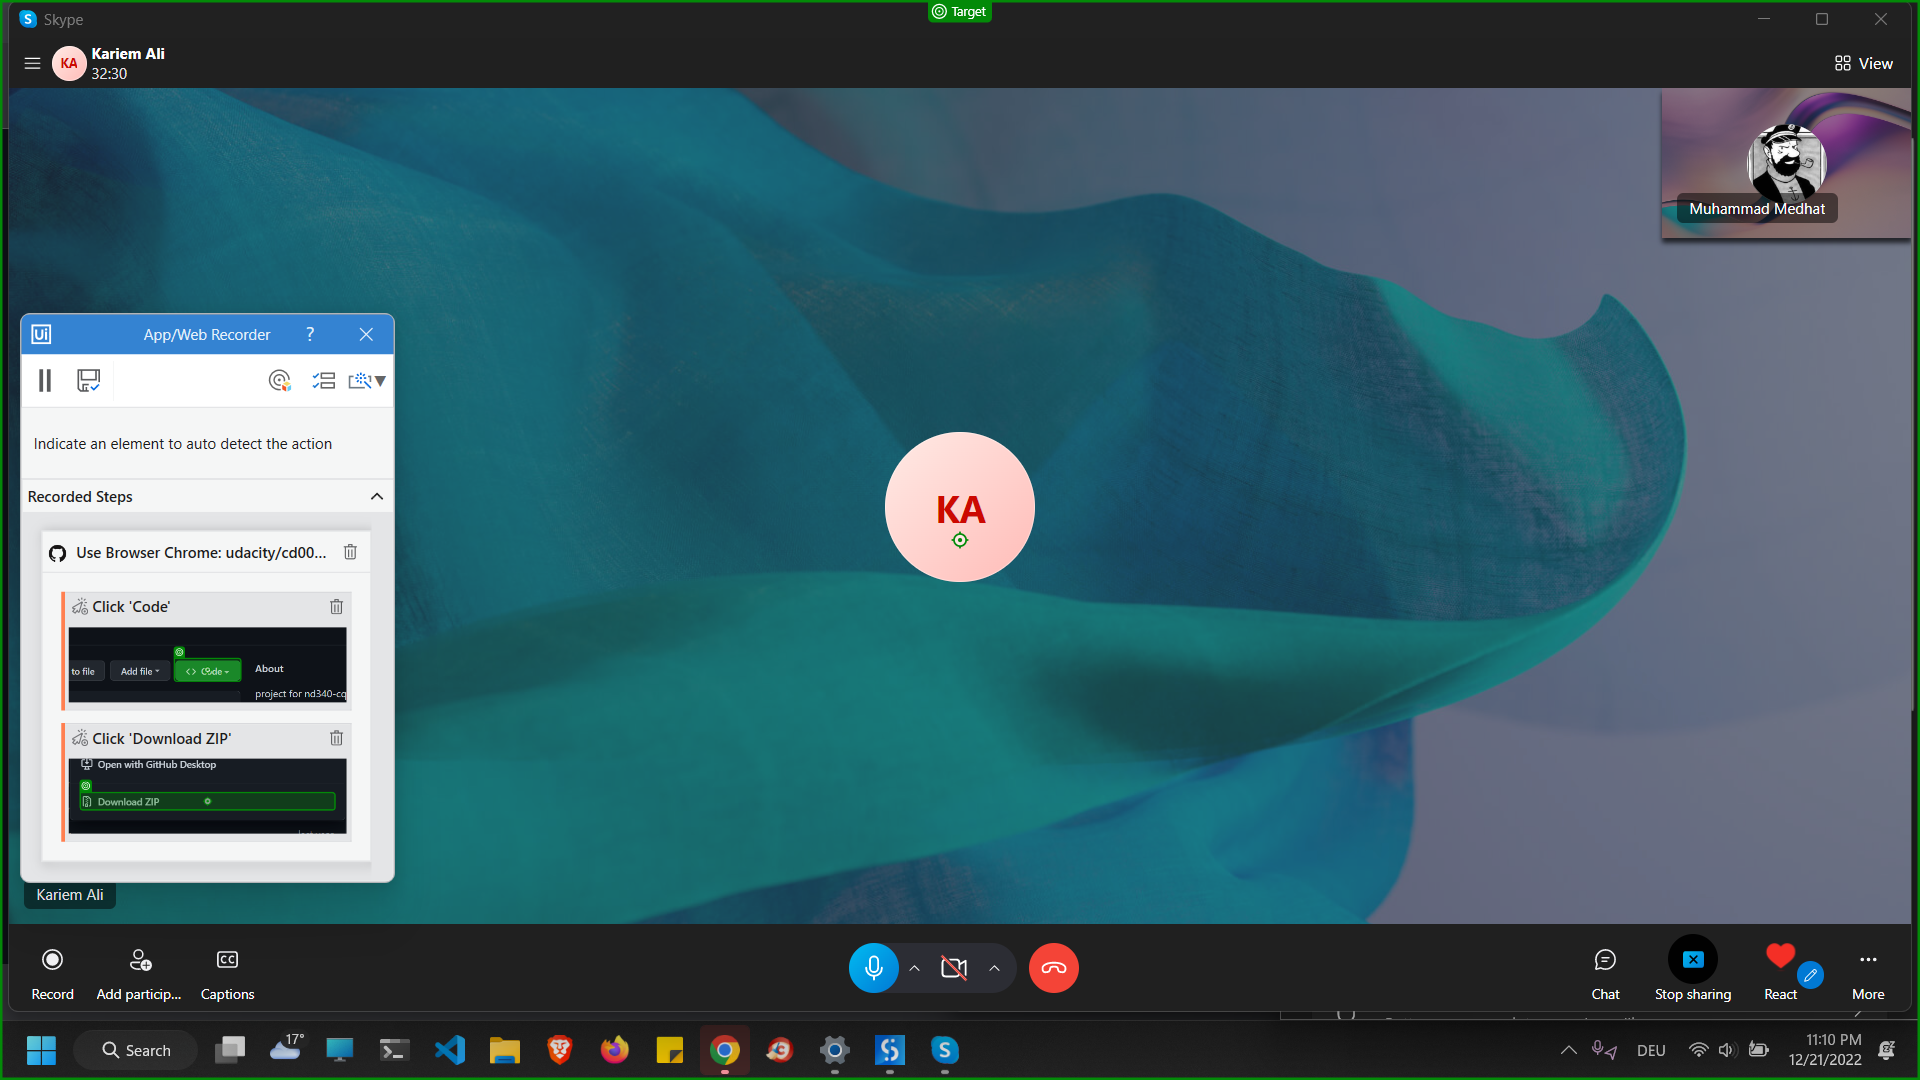 Target
Skype
KA
Kariem Ali
32:30
View
Muhammad Medhat
Ui
App/Web Recorder
?
Indicate an element to auto detect the action
Recorded Steps
Use Browser Chrome: udacity/cd00...
Click 'Code'
to file
Add file
Code
About
project for nd340-cq
Click 'Download ZIP'
Open with GitHub Desktop
Download ZIP
KA
Kariem Ali
Record
Add particip...
CC
Captions
Chat
Stop sharing
React
More
Search
17°
DEU
11:10 PM
12/21/2022